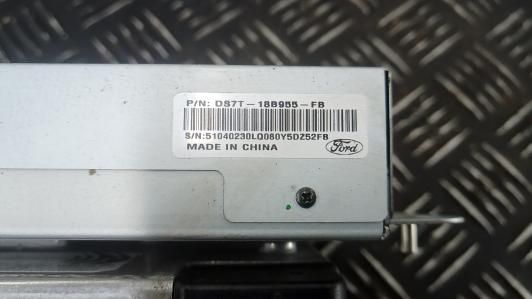 P/N: DS7T-18B955-FB
S/N:51040230LQ080Y5DZ52FB
MADE IN CHINA
Ford